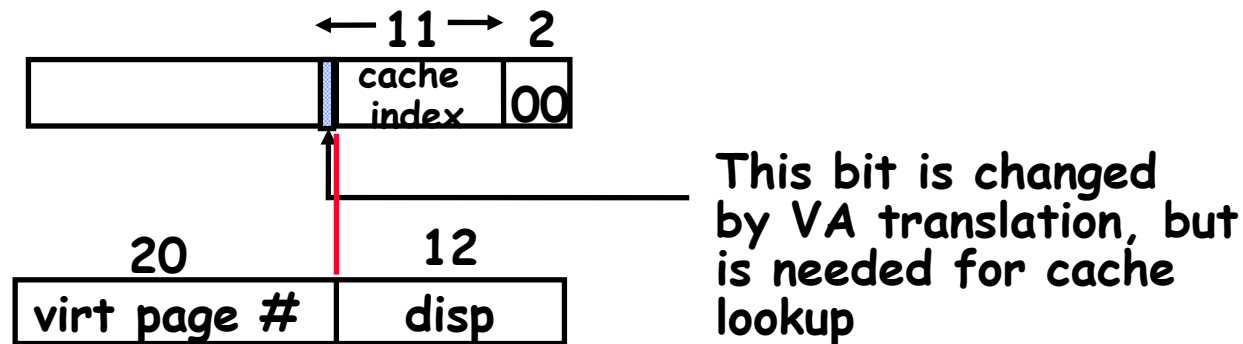 11 2
cache
index 00
This bit is changed
by VA translation, but
is needed for cache
lookup
20 12
virt page # disp